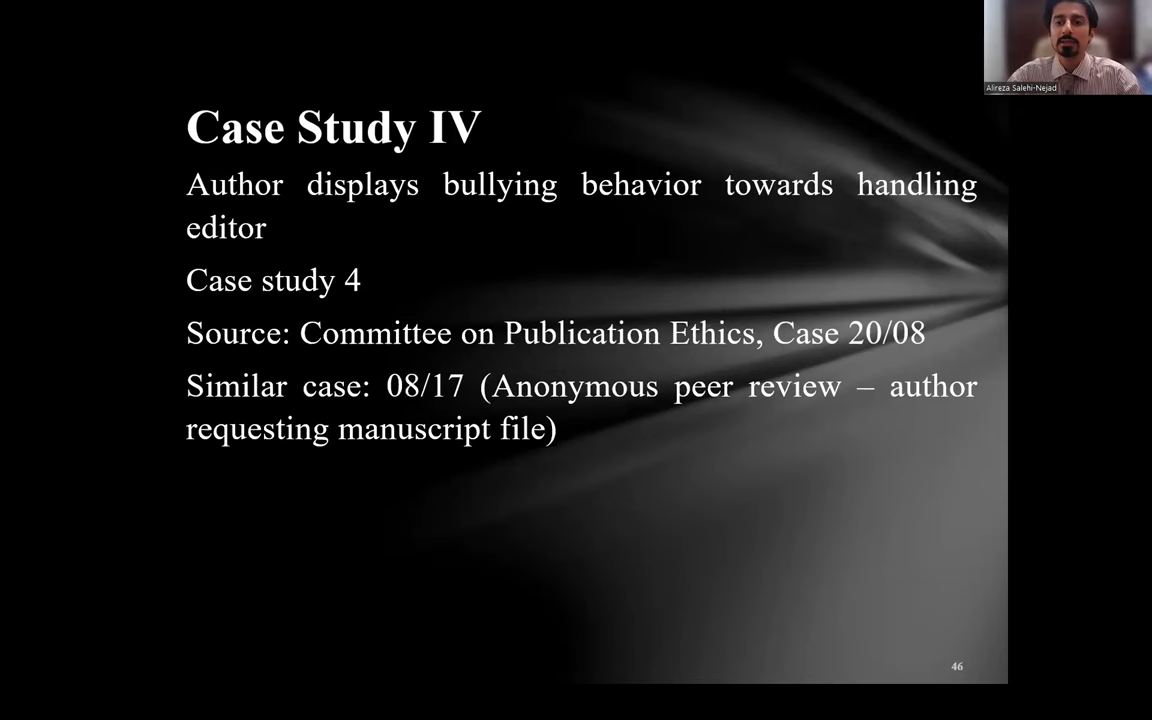 Alireza Salehi-Nejad
Case Study IV
Author displays bullying behavior towards handling
editor
Case study 4
Source: Committee on Publication Ethics, Case 20/08
Similar case: 08/17 (Anonymous peer review – author
requesting manuscript file)
46